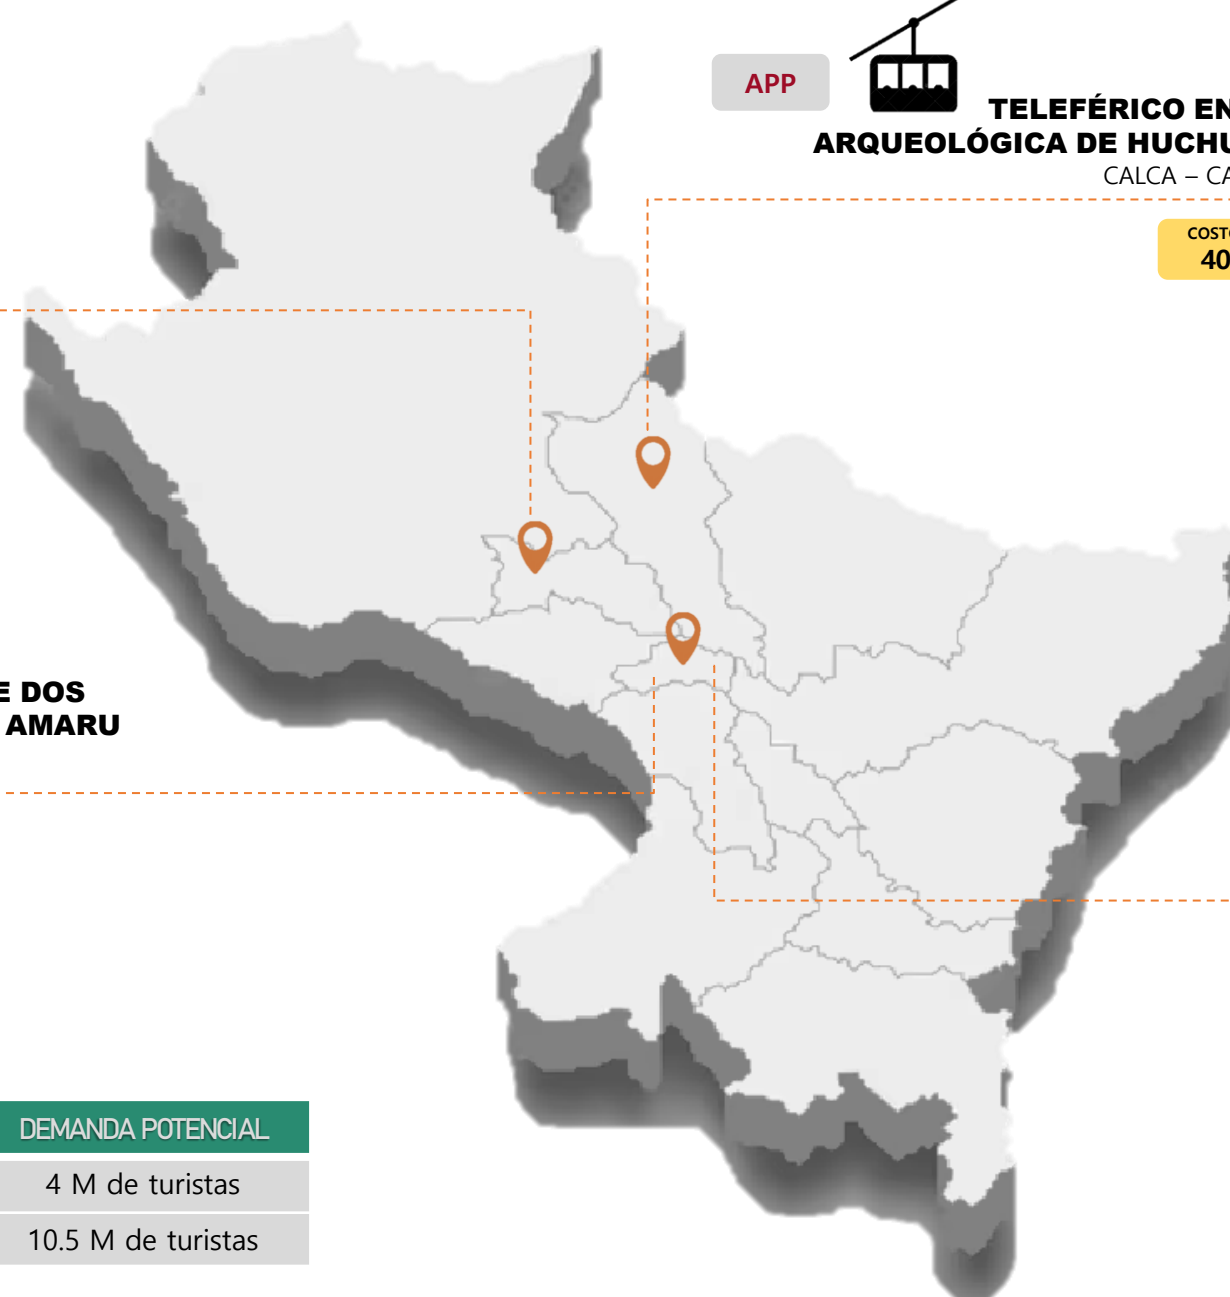 APP
TELEFÉRICO EN
ARQUEOLÓGICA DE HUCHU
CALCA – CA
COSTO
40
E DOS
AMARU
DEMANDA POTENCIAL
4 M de turistas
10.5 M de turistas